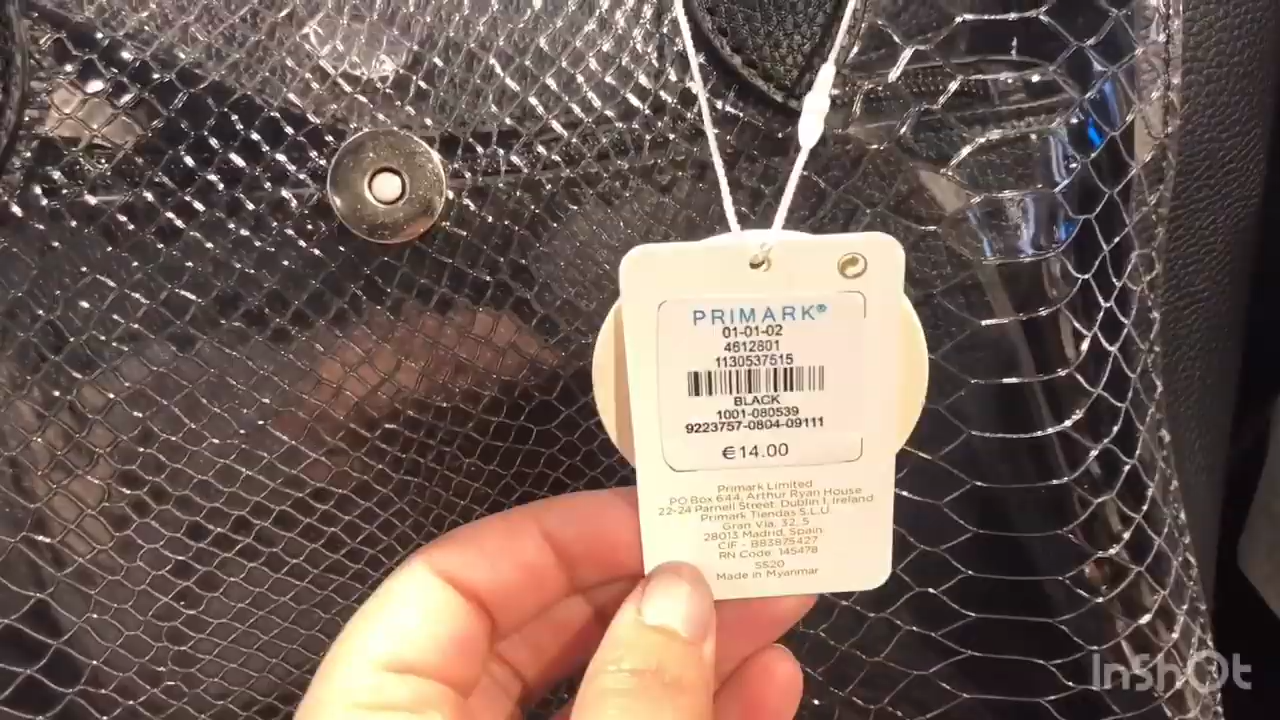 PRIMARK®
01-01-02
4612801
1130537515
BLACK
1001-080539
9223757-0804-09111
€14.00
Primark Limited
PO Box 644, Arthur Ryan House
22-24 Parnell Street, Dublin 1, Ireland
Primark Tiendas S.L.U.
Gran Via, 32, 5
28013 Madrid, Spain
CIF - B83875427
RN Code: 145478
SS20
Made in Myanmar
InShOt